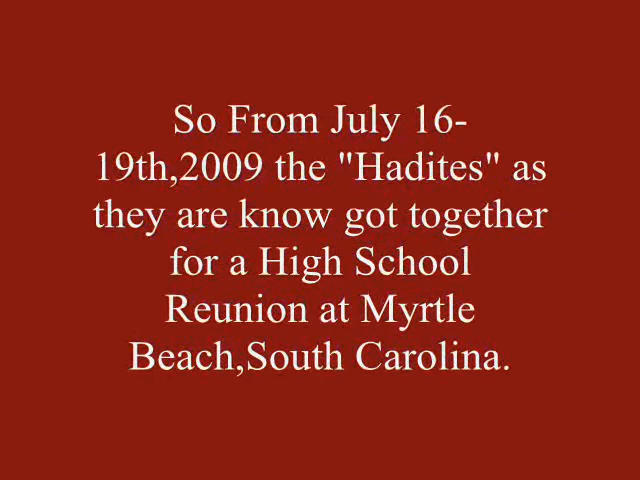 So From July 16-
19th,2009 the "Hadites" as
they are know got together
for a High School
Reunion at Myrtle
Beach,South Carolina.